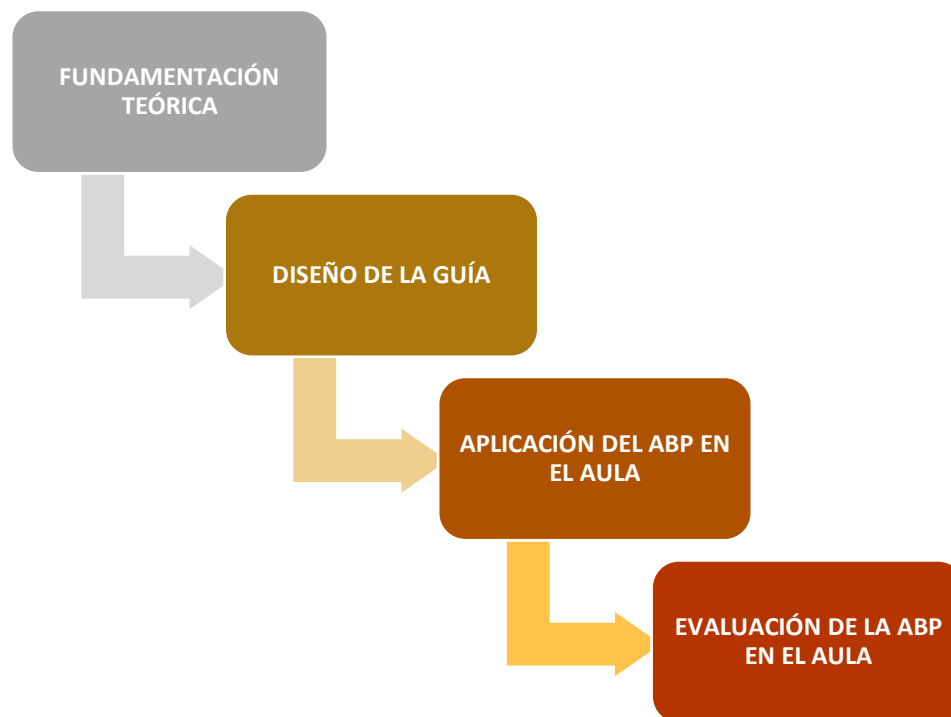 FUNDAMENTACIÓN
TEÓRICA
DISEÑO DE LA GUÍA
APLICACIÓN DEL ABP EN
EL AULA
EVALUACIÓN DE LA ABP
EN EL AULA